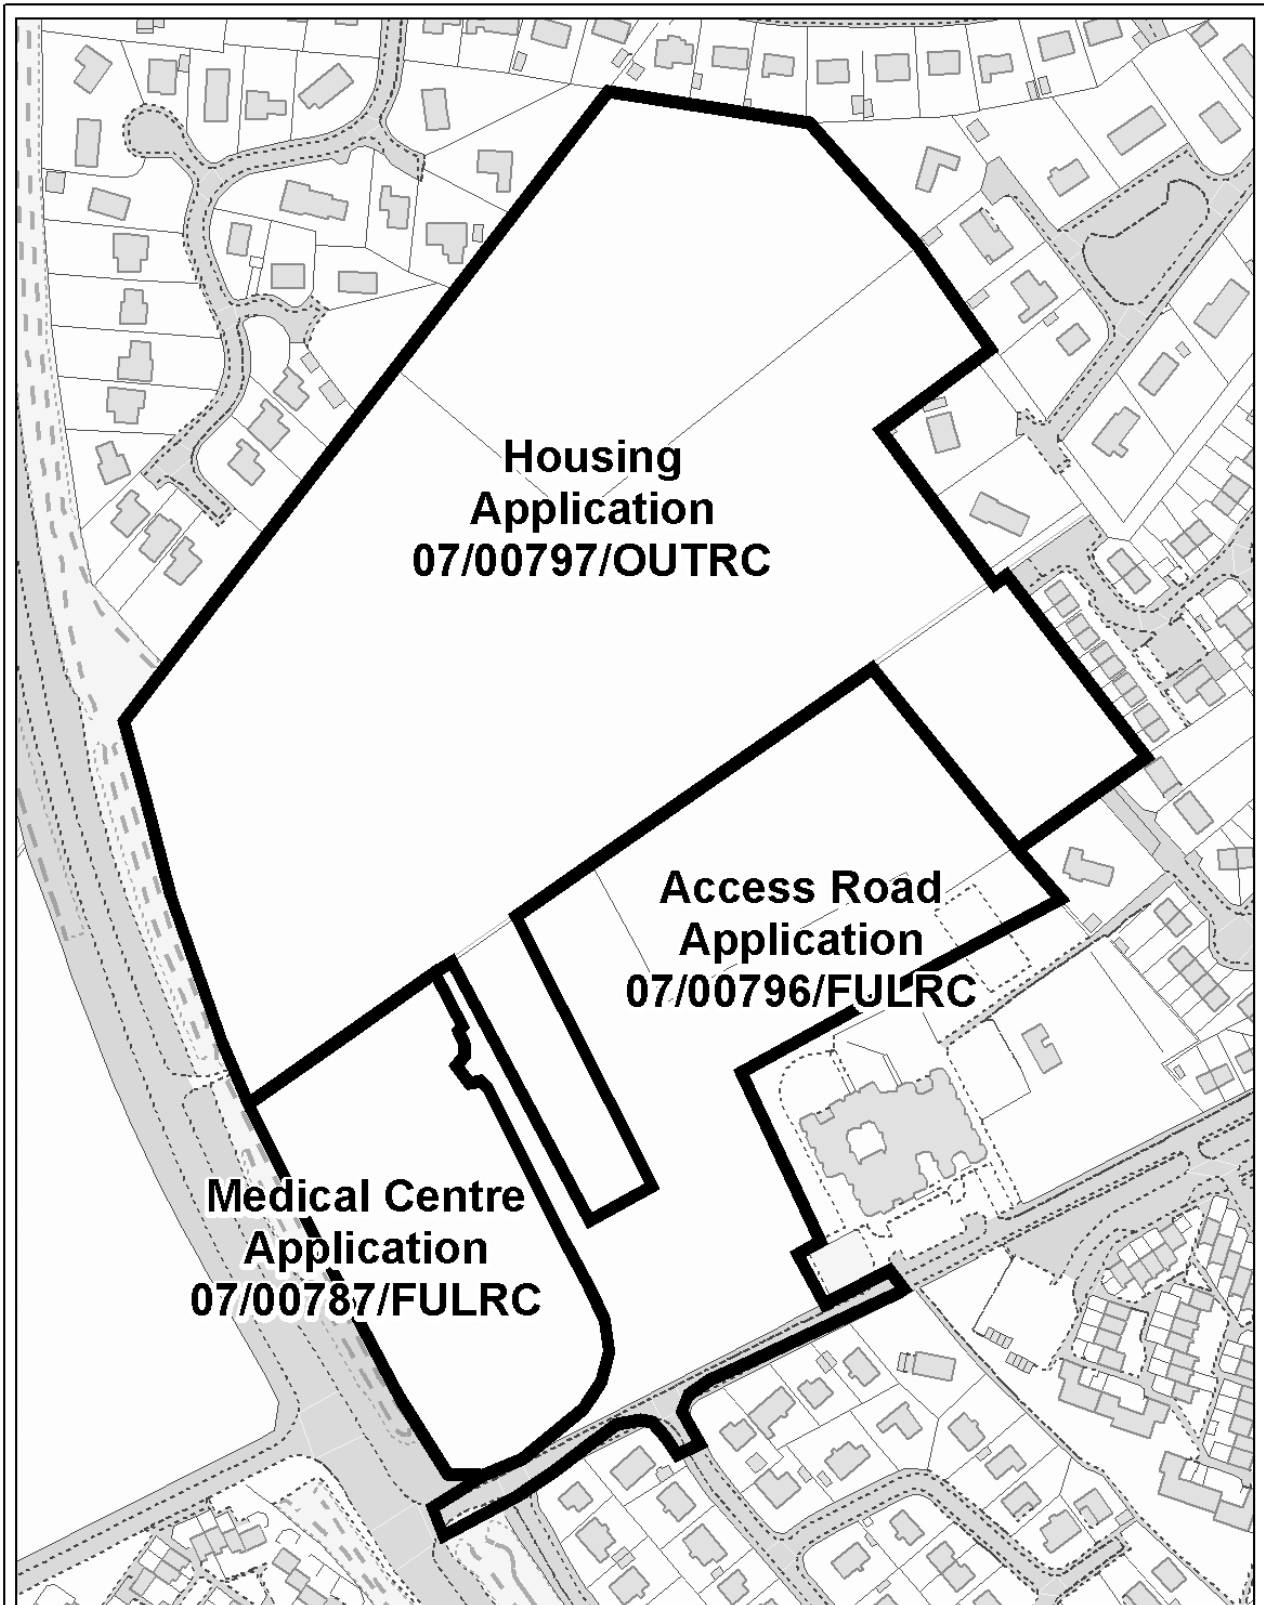 Housing
Application
07/00797/OUTRC
Access Road
Application
07/00796/FULRC
Medical Centre
Application
07/00787/FULRC